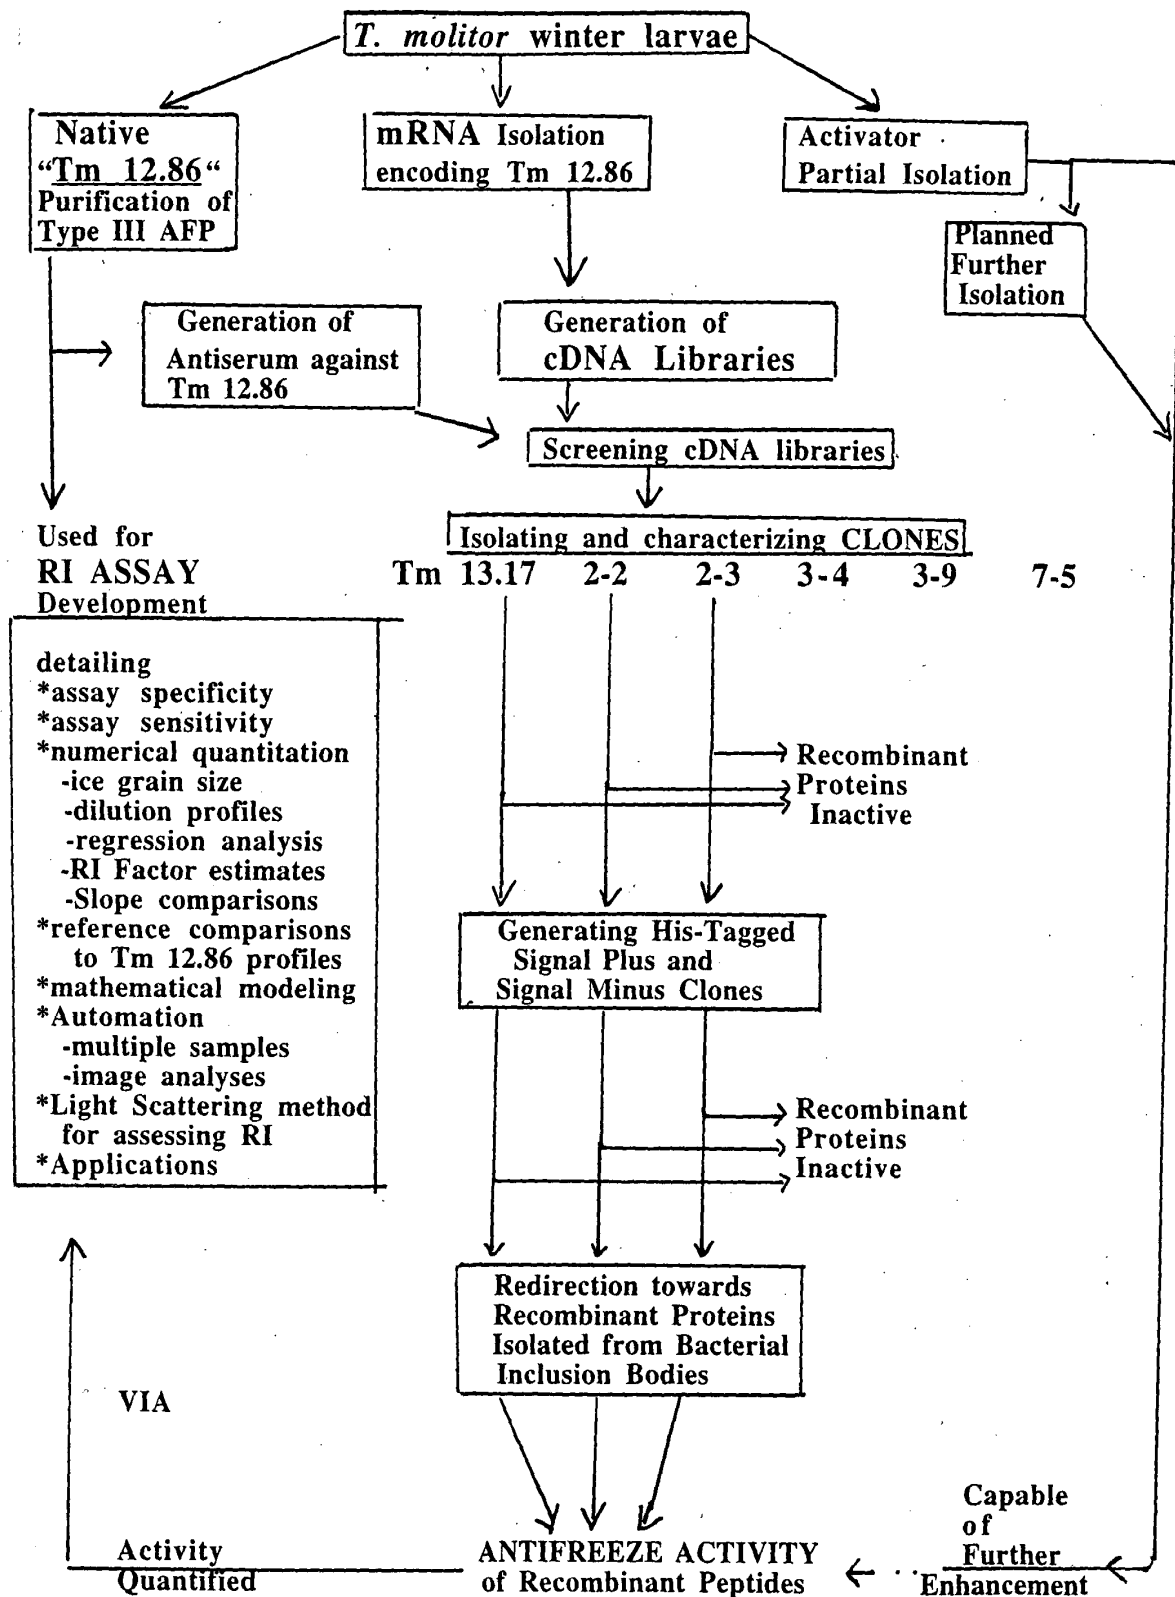 T. molitor winter larvae
Native
“Tm 12.86“
Purification of
Type III AFP
mRNA Isolation
encoding Tm 12.86
Activator
Partial Isolation
Planned
Further
Isolation
Generation of
Antiserum against
Tm 12.86
Generation of
cDNA Libraries
Screening cDNA libraries
Isolating and characterizing CLONES
Tm 13.17 2-2 2-3 3-4 3-9 7-5
Used for
RI ASSAY
Development
detailing
*assay specificity
*assay sensitivity
*numerical quantitation
-ice grain size
-dilution profiles
-regression analysis
-RI Factor estimates
-Slope comparisons
*reference comparisons
to Tm 12.86 profiles
*mathematical modeling
*Automation
-multiple samples
-image analyses
*Light Scattering method
for assessing RI
*Applications
Recombinant
Proteins
Inactive
Generating His-Tagged
Signal Plus and
Signal Minus Clones
Recombinant
Proteins
Inactive
Redirection towards
Recombinant Proteins
Isolated from Bacterial
Inclusion Bodies
VIA
Activity
Quantified
ANTIFREEZE ACTIVITY
of Recombinant Peptides
Capable
of
Further
Enhancement